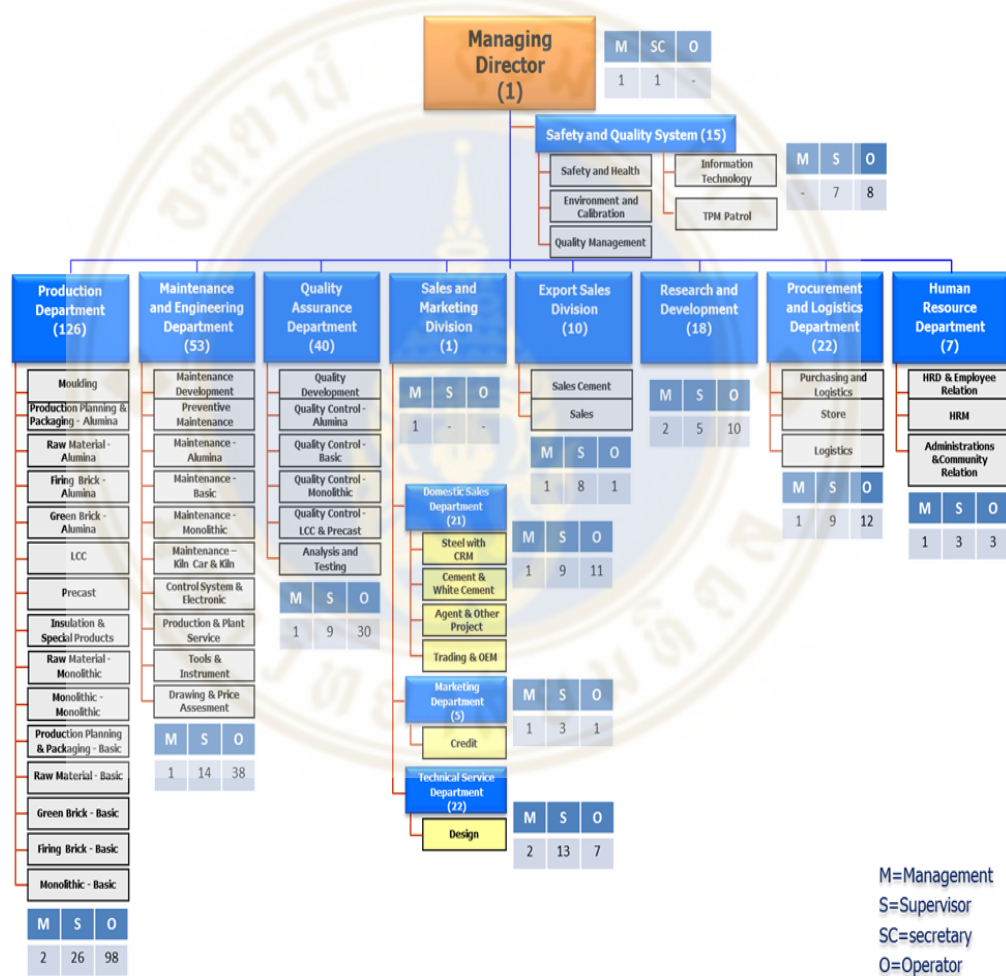 Managing
Director
(1)
M SC O
1 1 -
Safety and Quality System (15)
Safety and Health
Environment and
Calibration
Quality Management
Information
Technology
TPM Patrol
M S O
- 7 8
Production
Department
(126)
Moulding
Production Planning &
Packaging - Alumina
Raw Material -
Alumina
Firing Brick -
Alumina
Green Brick -
Alumina
LCC
Precast
Insulation &
Special Products
Raw Material -
Monolithic
Monolithic -
Monolithic
Production Planning
& Packaging - Basic
Raw Material - Basic
Green Brick - Basic
Firing Brick - Basic
Monolithic - Basic
M S O
2 26 98
Maintenance
and Engineering
Department
(53)
Maintenance
Development
Preventive
Maintenance
Maintenance -
Alumina
Maintenance -
Basic
Maintenance -
Monolithic
Maintenance –
Kiln Car & Kiln
Control System &
Electronic
Production & Plant
Service
Tools &
Instrument
Drawing & Price
Assesment
M S O
1 14 38
Quality
Assurance
Department
(40)
Quality
Development
Quality Control -
Alumina
Quality Control -
Basic
Quality Control -
Monolithic
Quality Control -
LCC & Precast
Analysis and
Testing
M S O
1 9 30
Sales and
Marketing
Division
(1)
M S O
1 - -
Domestic Sales
Department
(21)
Steel with
CRM
Cement &
White Cement
Agent & Other
Project
Trading & OEM
M S O
1 9 11
Marketing
Department
(5)
Credit
M S O
1 3 1
Technical Service
Department
(22)
Design
M S O
2 13 7
Export Sales
Division
(10)
Sales Cement
Sales
M S O
1 8 1
Research and
Development
(18)
M S O
2 5 10
Procurement
and Logistics
Department
(22)
Purchasing and
Logistics
Store
Logistics
M S O
1 9 12
Human
Resource
Department
(7)
HRD & Employee
Relation
HRM
Administrations
&Community
Relation
M S O
1 3 3
M=Management
S=Supervisor
SC=secretary
O=Operator